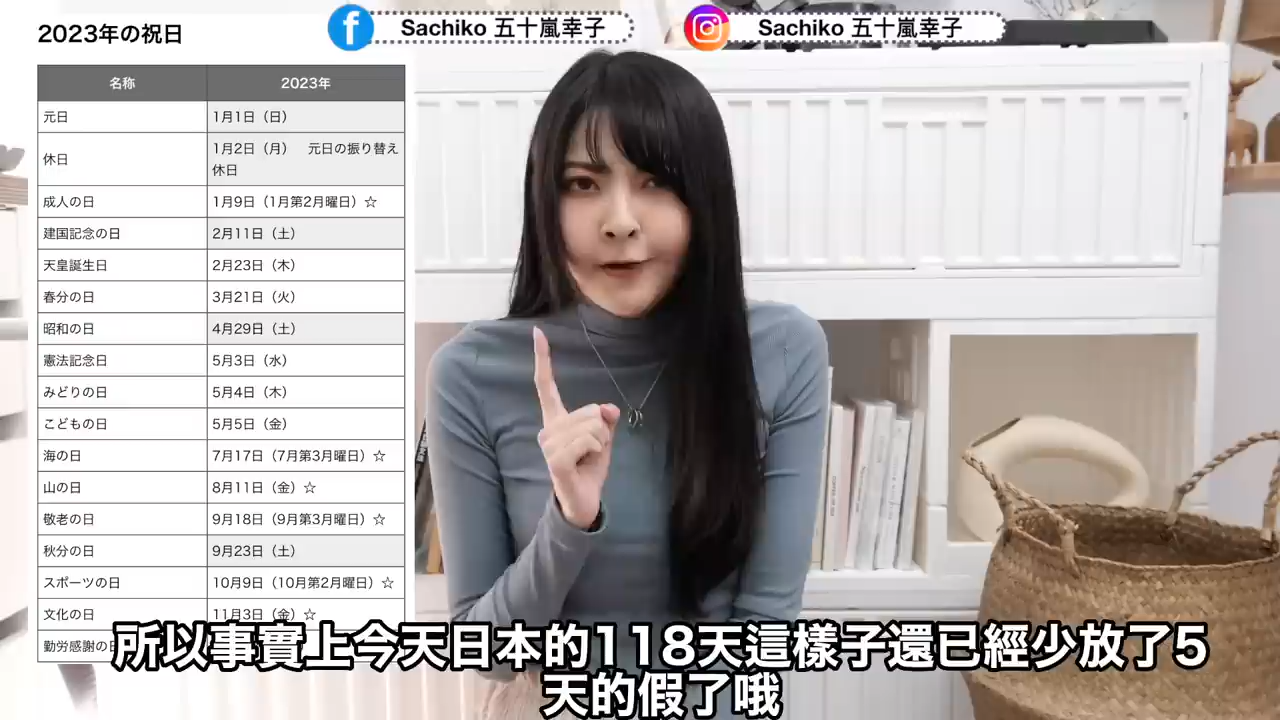 2023年の祝日
Sachiko 五十嵐幸子
Sachiko 五十嵐幸子
名称 2023年
元日 1月1日（日）
休日 1月2日（月） 元日の振り替え
休日
成人の日 1月9日（1月第2月曜日）☆
建国記念の日 2月11日（土）
天皇誕生日 2月23日（木）
春分の日 3月21日（火）
昭和の日 4月29日（土）
憲法記念日 5月3日（水）
みどりの日 5月4日（木）
こどもの日 5月5日（金）
海の日 7月17日（7月第3月曜日）☆
山の日 8月11日（金）☆
敬老の日 9月18日（9月第3月曜日）☆
秋分の日 9月23日（土）
スポーツの日 10月9日（10月第2月曜日）☆
文化の日 11月3日（金）☆
勤労感謝の
所以事實上今天日本的118天這樣子還已經少放了5
天的假了哦